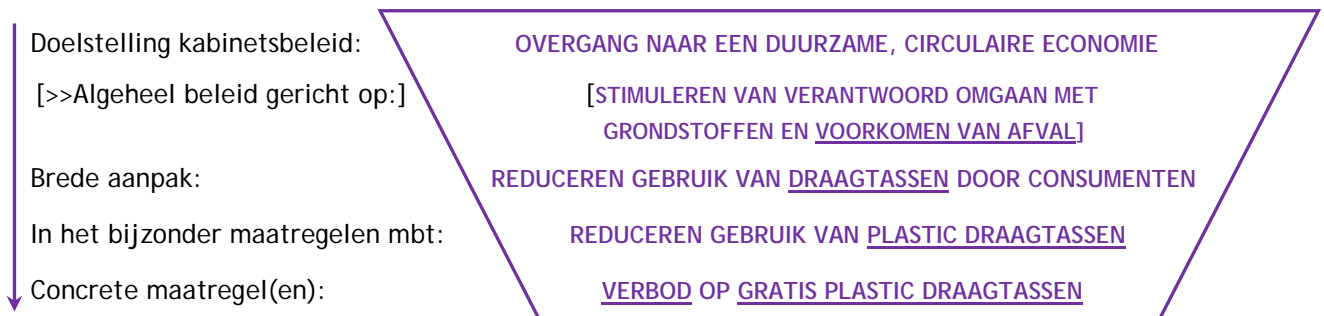 Doelstelling kabinetsbeleid: OVERGANG NAAR EEN DUURZAME, CIRCULAIRE ECONOMIE
[>>Algeheel beleid gericht op:] [STIMULEREN VAN VERANTWOORD OMGAAN MET
GRONDSTOFFEN EN VOORKOMEN VAN AFVAL]
Brede aanpak: REDUCEREN GEBRUIK VAN DRAAGTASSEN DOOR CONSUMENTEN
In het bijzonder maatregelen mbt: REDUCEREN GEBRUIK VAN PLASTIC DRAAGTASSEN
Concrete maatregel(en): VERBOD OP GRATIS PLASTIC DRAAGTASSEN